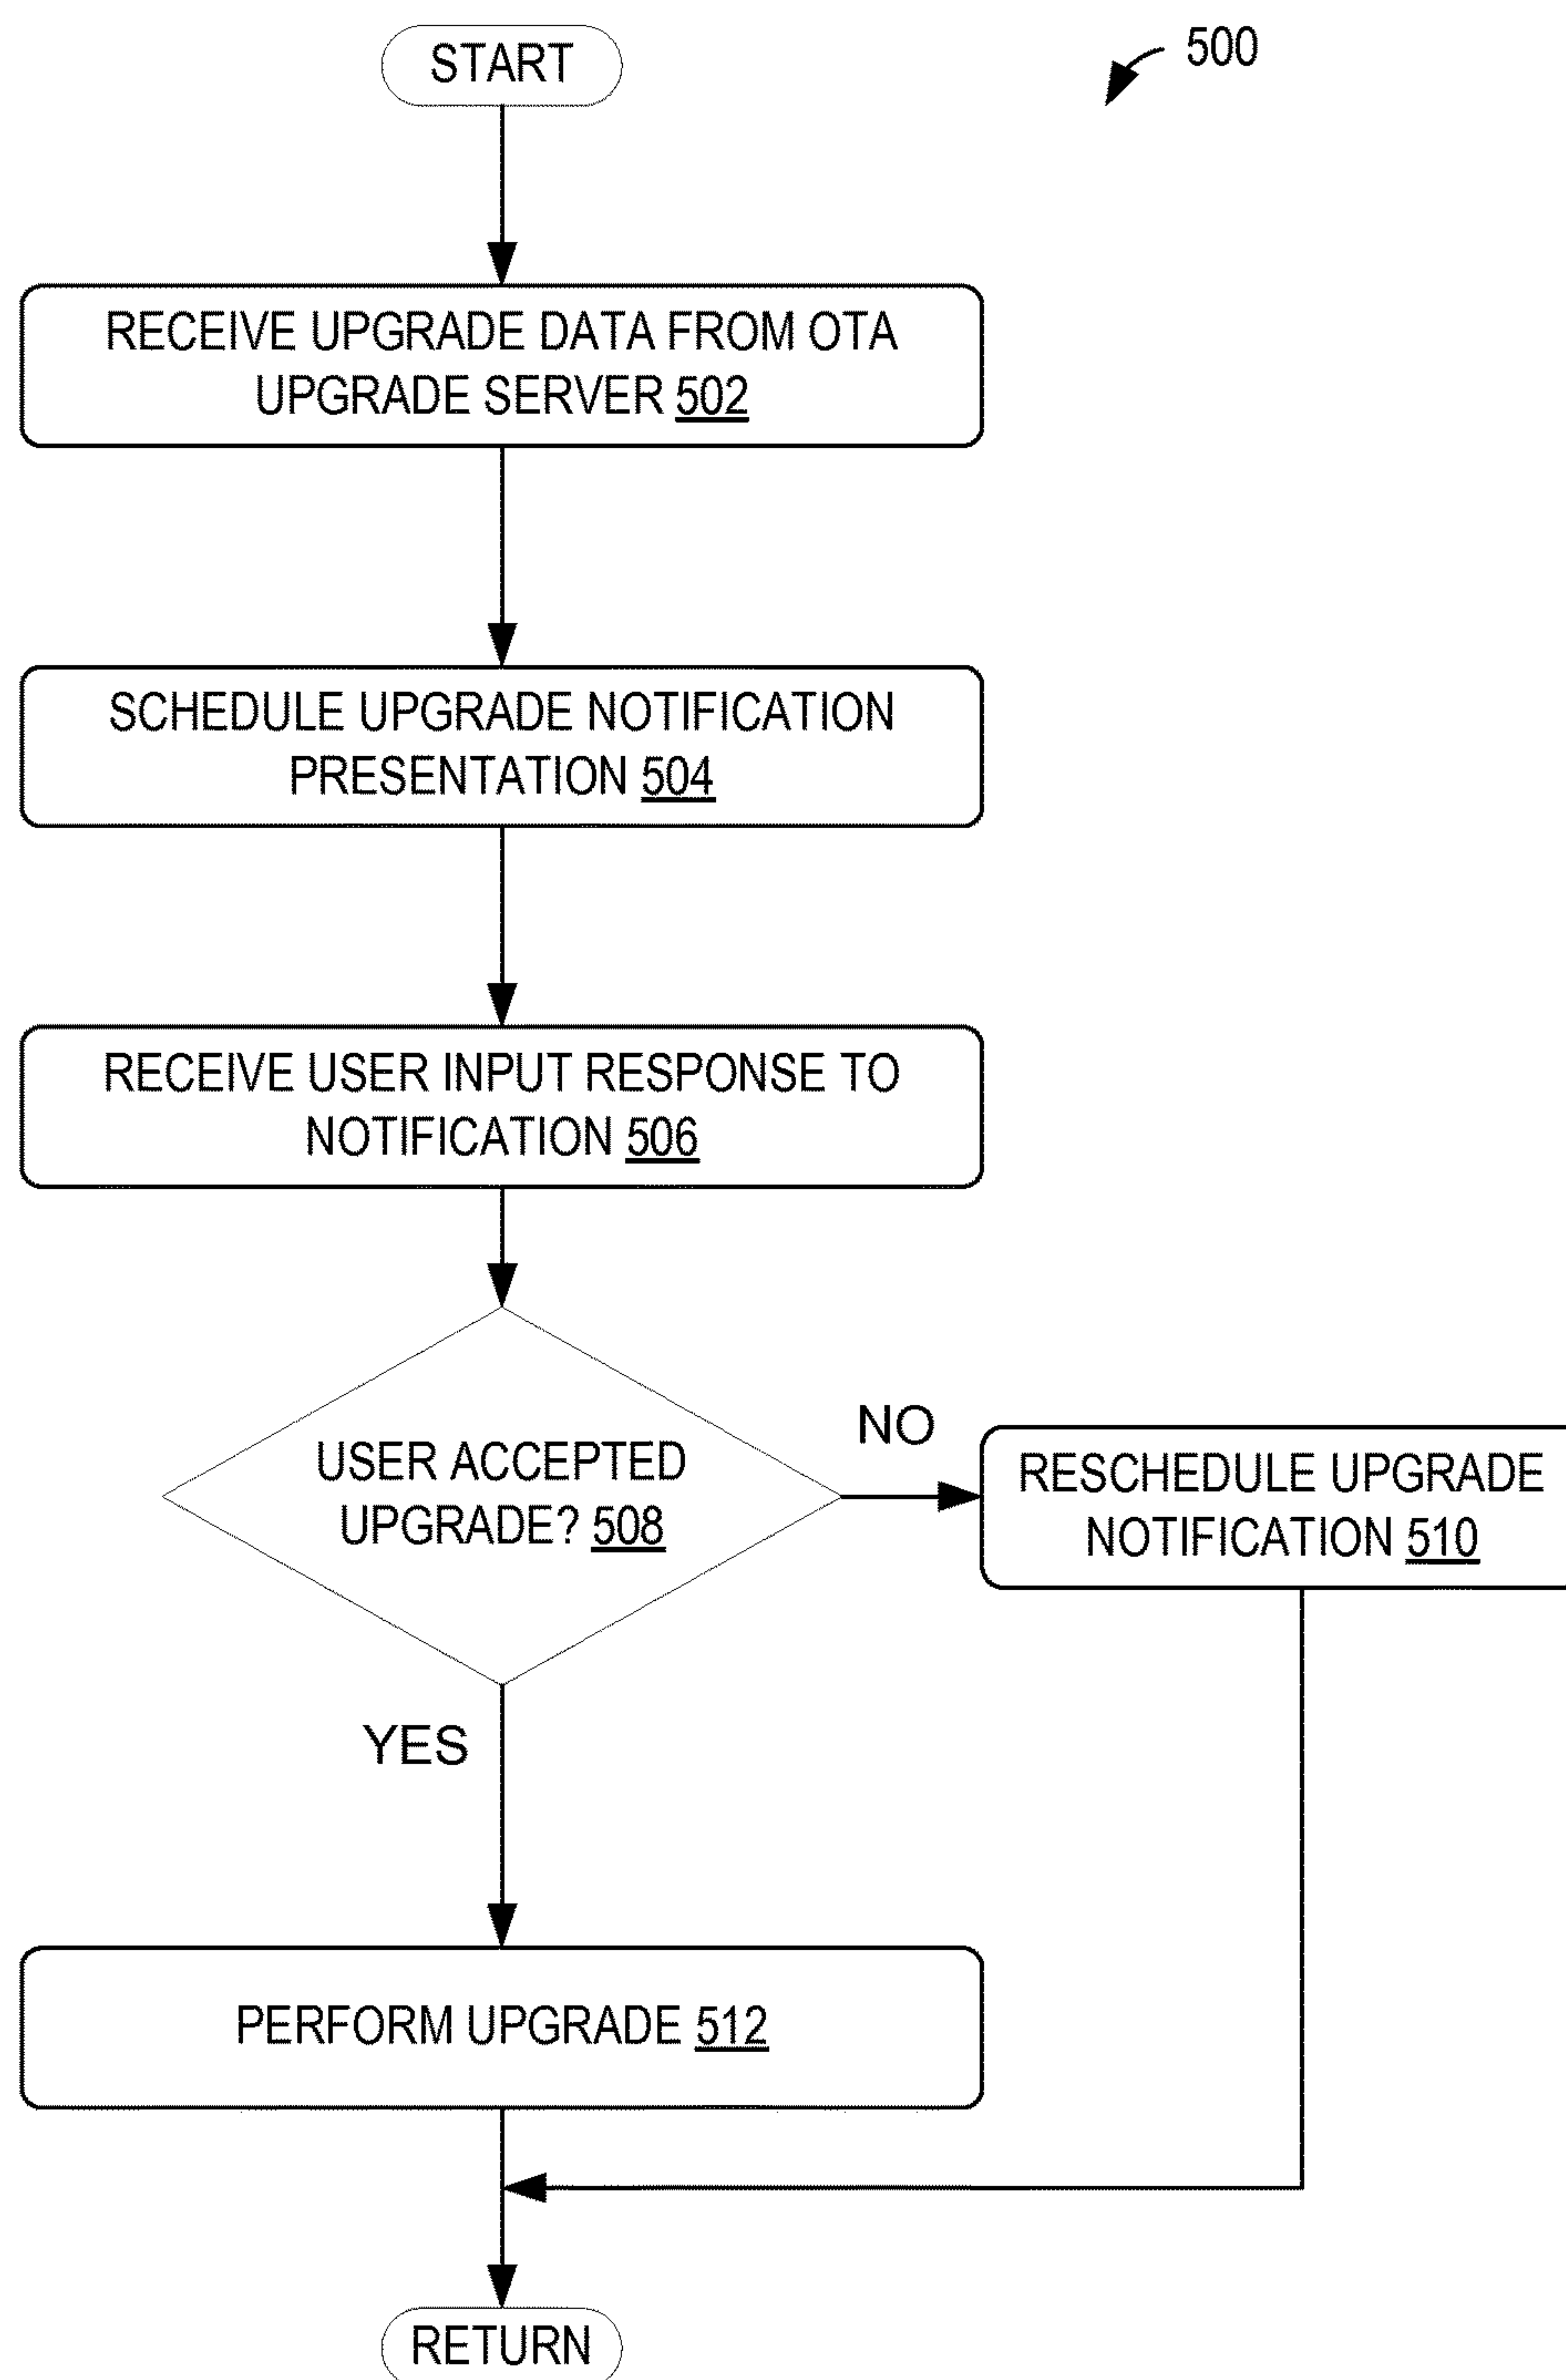 START
500
RECEIVE UPGRADE DATA FROM OTA
UPGRADE SERVER 502
SCHEDULE UPGRADE NOTIFICATION
PRESENTATION 504
RECEIVE USER INPUT RESPONSE TO
NOTIFICATION 506
USER ACCEPTED
UPGRADE? 508
NO
RESCHEDULE UPGRADE
NOTIFICATION 510
YES
PERFORM UPGRADE 512
RETURN